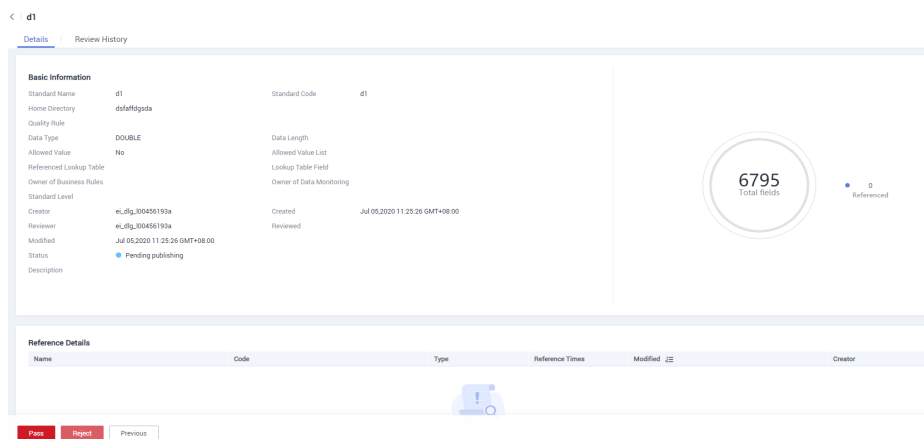 d1
Details Review History
Basic Information
Standard Name d1 Standard Code d1
Home Directory dsfaffdgsda
Quality Rule
Data Type DOUBLE Data Length
Allowed Value No Allowed Value List
Referenced Lookup Table Lookup Table Field
Owner of Business Rules Owner of Data Monitoring
Standard Level
Creator ei_dlg_l00456193a Created Jul 05,2020 11:25:26 GMT+08:00
Reviewer ei_dlg_l00456193a Reviewed
Modified Jul 05,2020 11:25:26 GMT+08:00
Status Pending publishing
Description
6795
Total fields
0
Referenced
Reference Details
Name Code Type Reference Times Modified Creator
Pass Reject Previous